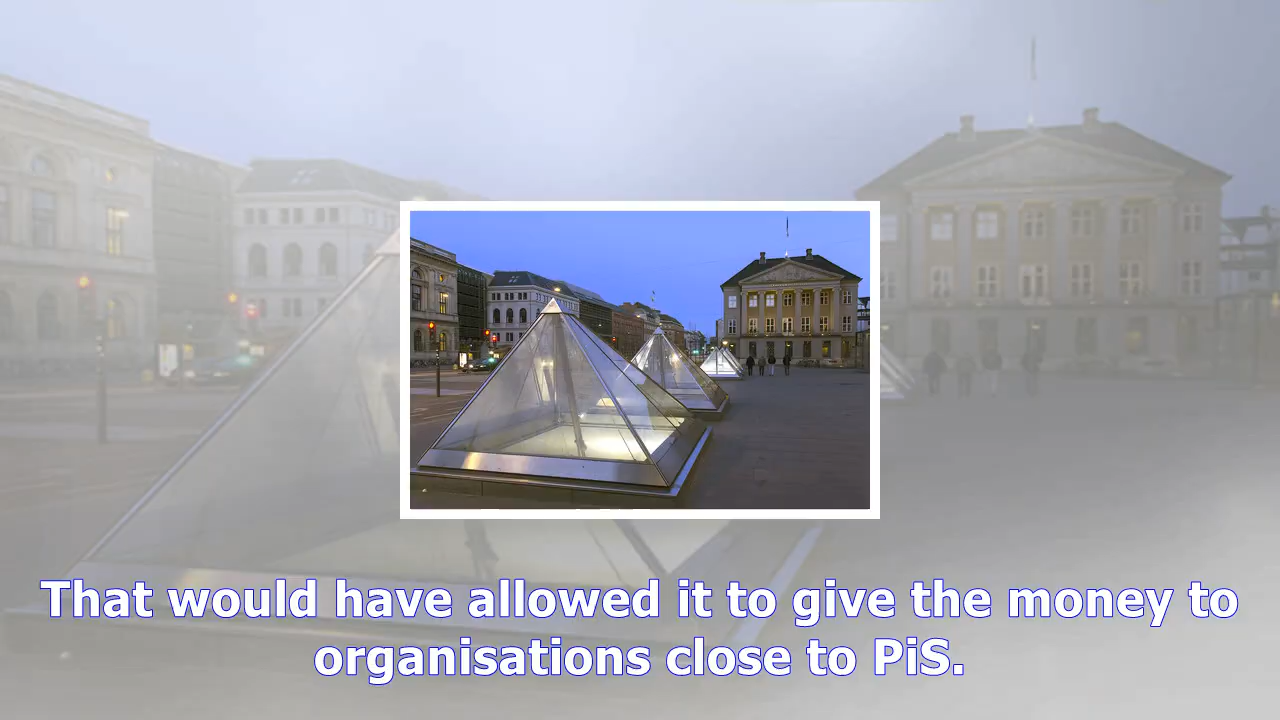 That would have allowed it to give the money to
organisations close to PiS.